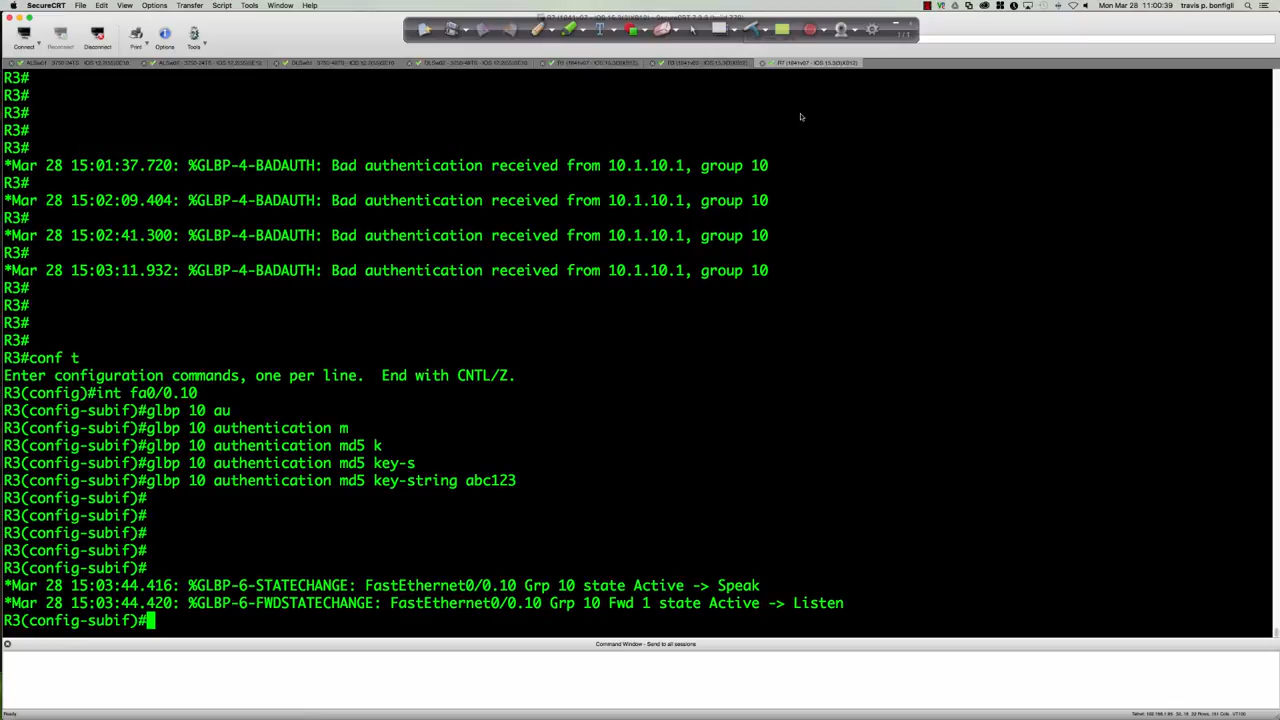 SecureCRT File Edit View Options Transfer Script Tools Window Help Mon Mar 28 11:00:39 travis p. bonfigli
Connect Reconnect Disconnect Print Options Tools
R3#
R3#
R3#
R3#
R3#
*Mar 28 15:01:37.720: %GLBP-4-BADAUTH: Bad authentication received from 10.1.10.1, group 10
R3#
*Mar 28 15:02:09.404: %GLBP-4-BADAUTH: Bad authentication received from 10.1.10.1, group 10
R3#
*Mar 28 15:02:41.300: %GLBP-4-BADAUTH: Bad authentication received from 10.1.10.1, group 10
R3#
*Mar 28 15:03:11.932: %GLBP-4-BADAUTH: Bad authentication received from 10.1.10.1, group 10
R3#
R3#
R3#
R3#
R3#conf t
Enter configuration commands, one per line.  End with CNTL/Z.
R3(config)#int fa0/0.10
R3(config-subif)#glbp 10 au
R3(config-subif)#glbp 10 authentication m
R3(config-subif)#glbp 10 authentication md5 k
R3(config-subif)#glbp 10 authentication md5 key-s
R3(config-subif)#glbp 10 authentication md5 key-string abc123
R3(config-subif)#
R3(config-subif)#
R3(config-subif)#
R3(config-subif)#
R3(config-subif)#
*Mar 28 15:03:44.416: %GLBP-6-STATECHANGE: FastEthernet0/0.10 Grp 10 state Active -> Speak
*Mar 28 15:03:44.420: %GLBP-6-FWDSTATECHANGE: FastEthernet0/0.10 Grp 10 Fwd 1 state Active -> Listen
R3(config-subif)#
Command Window - Send to all sessions
Ready